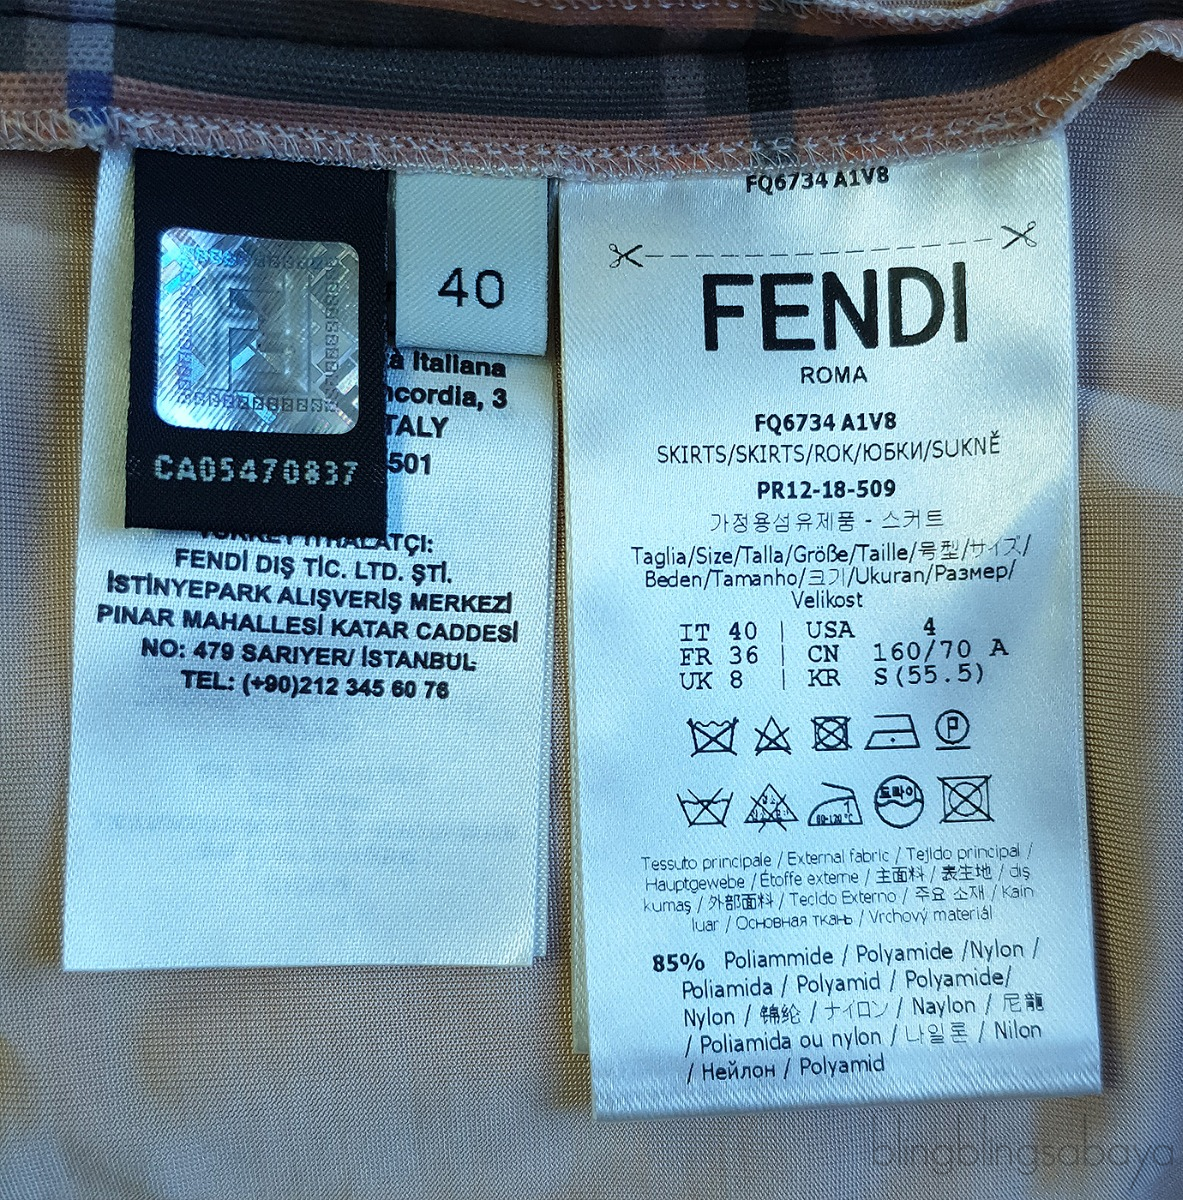 CA05470837
40
a Italiana
ncordia, 3
ITALY
501
FENDİ DIŞ TİC. LTD. ŞTİ.
İSTİNYEPARK ALIŞVERİŞ MERKEZİ
PINAR MAHALLESİ KATAR CADDESİ
NO: 479 SARIYER/ İSTANBUL
TEL: (+90)212 345 60 76
FQ6734 A1V8
FENDI
ROMA
FQ6734 A1V8
SKIRTS/SKIRTS/ROK/ЮБКИ/SUKNĚ
PR12-18-509
가정용섬유제품 - 스커트
Taglia/Size/Talla/Größe/Taille/号型/サイズ/
Beden/Tamanho/크기/Ukuran/Размер/
Velikost
IT 40 | USA 4
FR 36 | CN 160/70 A
UK 8 | KR S(55.5)
P
드라이
1
80-120°C
Tessuto principale / External fabric / Tejido principal /
Hauptgewebe / Étoffe externe / 主面料 / 表生地 / dış
kumaş / 外部面料 / Tecido Externo / 주요 소재 / Kain
luar / Основная ткань / Vrchový materiál
85% Poliammide / Polyamide /Nylon /
Poliamida / Polyamid / Polyamide/
Nylon / 锦纶 / ナイロン / Naylon / 尼龍
/ Poliamida ou nylon / 나일론 / Nilon
/ Нейлон / Polyamid
blingblingsabaya